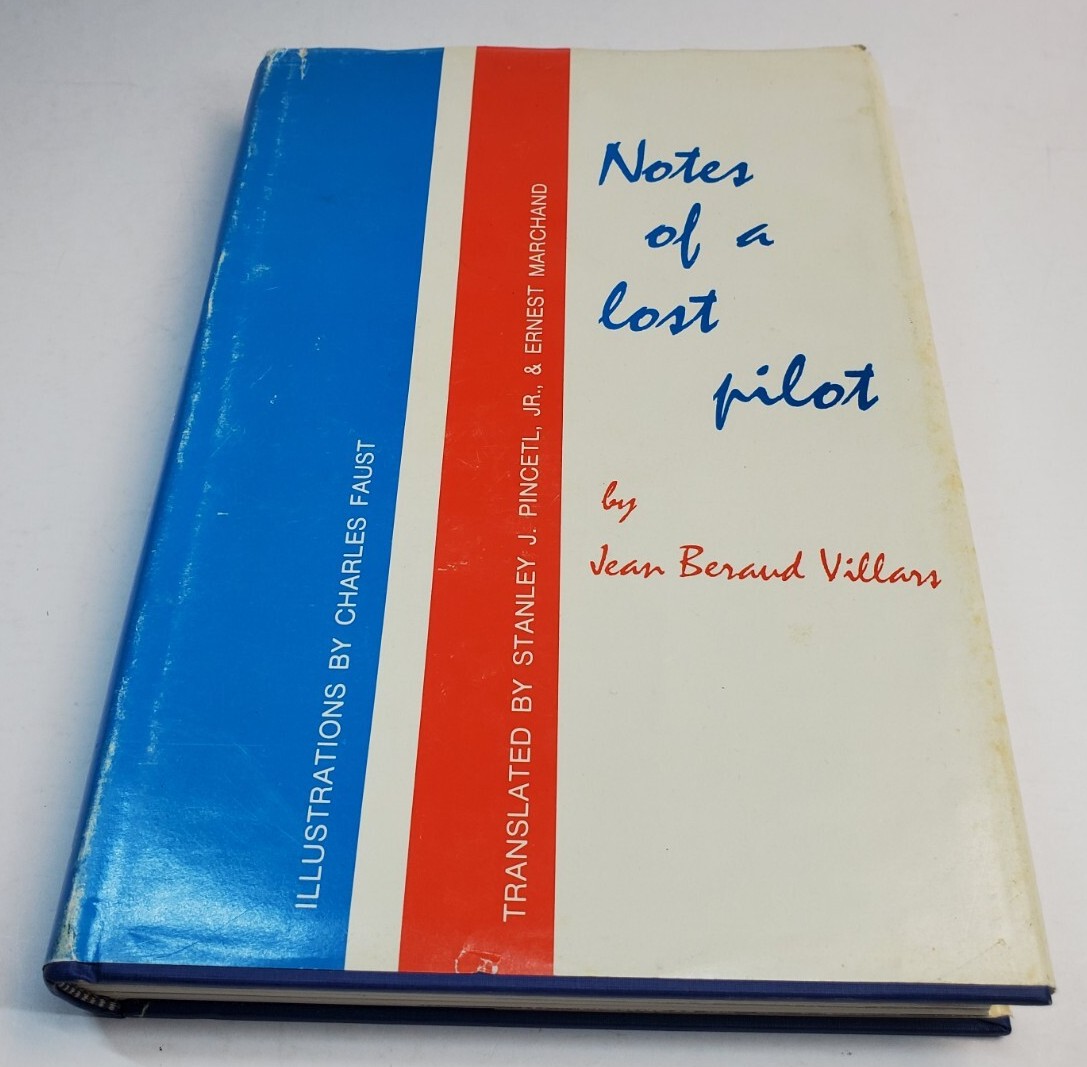 Notes
of a
lost
pilot
by
Jean Beraud Villars
TRANSLATED BY STANLEY J. PINCETL, JR., & ERNEST MARCHAND
ILLUSTRATIONS BY CHARLES FAUST